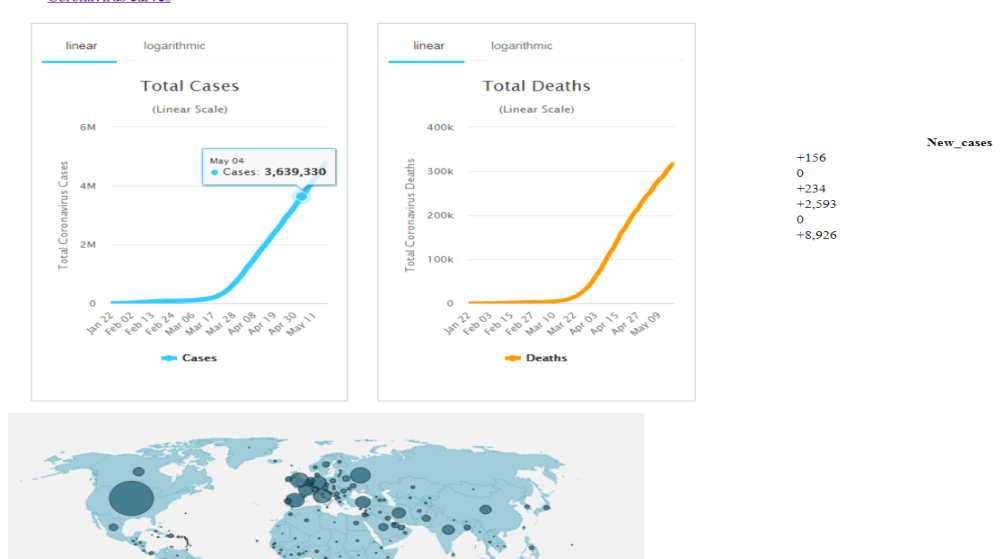 Coronavirus curves
linear logarithmic
Total Cases
(Linear Scale)
6M
4M
2M
0
Total Coronavirus Cases
May 04
Cases: 3,639,330
Jan 22
Feb 02
Feb 13
Feb 24
Mar 06
Mar 17
Mar 28
Apr 08
Apr 19
Apr 30
May 11
Cases
linear logarithmic
Total Deaths
(Linear Scale)
400k
300k
200k
100k
0
Total Coronavirus Deaths
Jan 22
Feb 03
Feb 15
Feb 27
Mar 10
Mar 22
Apr 03
Apr 15
Apr 27
May 09
Deaths
New_cases
+156
0
+234
+2,593
0
+8,926